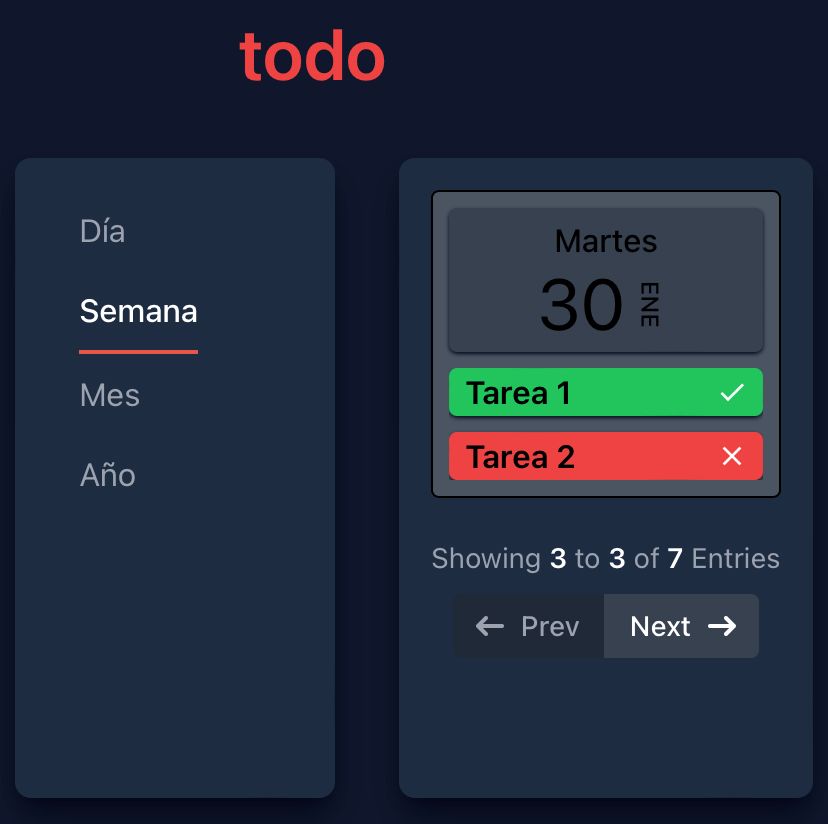 todo
Día
Semana
Mes
Año
Martes
30 ENE
Tarea 1
Tarea 2
Showing 3 to 3 of 7 Entries
Prev Next